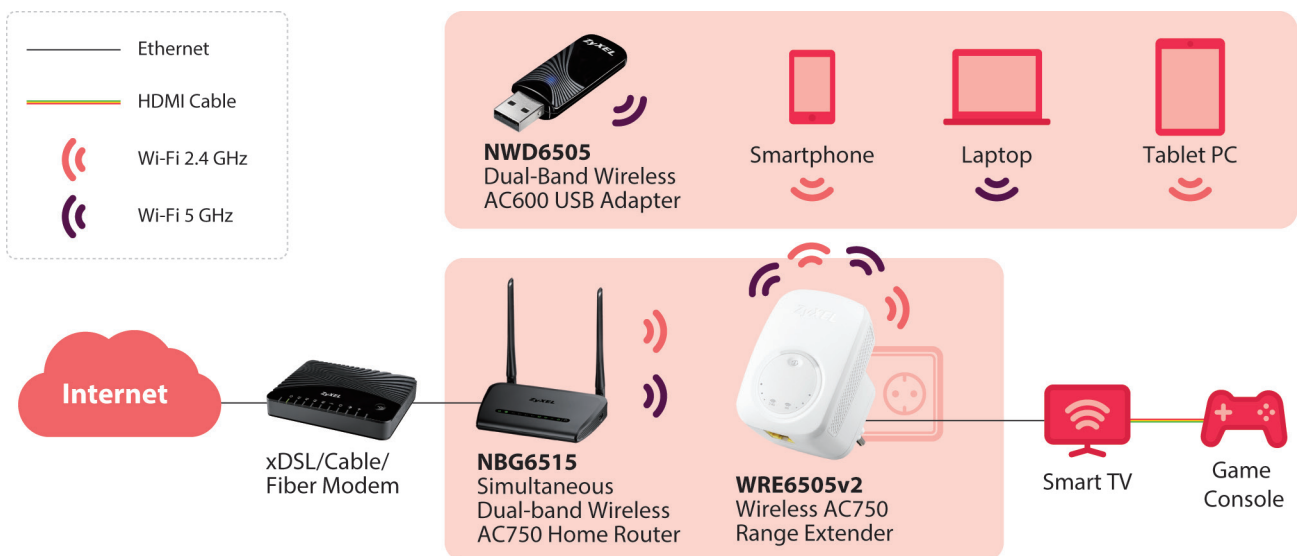 Ethernet
HDMI Cable
Wi-Fi 2.4 GHz
Wi-Fi 5 GHz
ZyXEL
NWD6505
Dual-Band Wireless
AC600 USB Adapter
Smartphone
Laptop
Tablet PC
Internet
ZyXEL
xDSL/Cable/
Fiber Modem
ZyXEL
NBG6515
Simultaneous
Dual-band Wireless
AC750 Home Router
ZyXEL
WRE6505v2
Wireless AC750
Range Extender
Smart TV
Game
Console